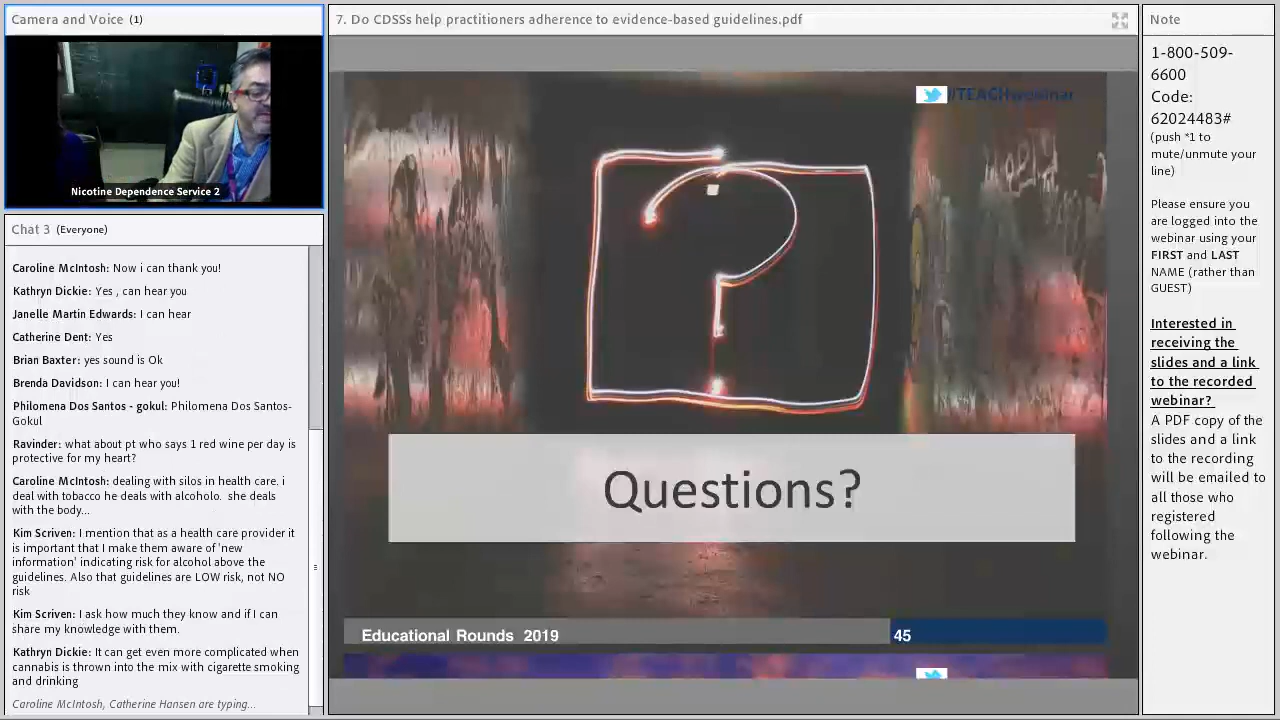 Camera and Voice (1)
Nicotine Dependence Service 2
Chat 3 (Everyone)
Caroline McIntosh: Now i can thank you!
Kathryn Dickie: Yes , can hear you
Janelle Martin Edwards: I can hear
Catherine Dent: Yes
Brian Baxter: yes sound is Ok
Brenda Davidson: I can hear you!
Philomena Dos Santos - gokul: Philomena Dos Santos-
Gokul
Ravinder: what about pt who says 1 red wine per day is
protective for my heart?
Caroline McIntosh: dealing with silos in health care. i
deal with tobacco he deals with alcoholo.  she deals
with the body...
Kim Scriven: I mention that as a health care provider it
is important that I make them aware of 'new
information' indicating risk for alcohol above the
guidelines. Also that guidelines are LOW risk, not NO
risk
Kim Scriven: I ask how much they know and if I can
share my knowledge with them.
Kathryn Dickie: It can get even more complicated when
cannabis is thrown into the mix with cigarette smoking
and drinking
Caroline McIntosh, Catherine Hansen are typing...
7. Do CDSSs help practitioners adherence to evidence-based guidelines.pdf
#TEACHwebinar
Questions?
Educational Rounds 2019
45
Note
1-800-509-
6600
Code:
62024483#
(push *1 to
mute/unmute your
line)
Please ensure you
are logged into the
webinar using your
FIRST and LAST
NAME (rather than
GUEST)
Interested in
receiving the
slides and a link
to the recorded
webinar?
A PDF copy of the
slides and a link
to the recording
will be emailed to
all those who
registered
following the
webinar.